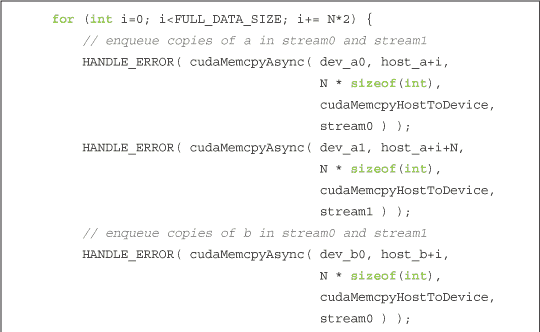 for (int i=0; i<FULL_DATA_SIZE; i+= N*2) {
// enqueue copies of a in stream0 and stream1
HANDLE_ERROR( cudaMemcpyAsync( dev_a0, host_a+i,
N * sizeof(int),
cudaMemcpyHostToDevice,
stream0 ) );
HANDLE_ERROR( cudaMemcpyAsync( dev_a1, host_a+i+N,
N * sizeof(int),
cudaMemcpyHostToDevice,
stream1 ) );
// enqueue copies of b in stream0 and stream1
HANDLE_ERROR( cudaMemcpyAsync( dev_b0, host_b+i,
N * sizeof(int),
cudaMemcpyHostToDevice,
stream0 ) );